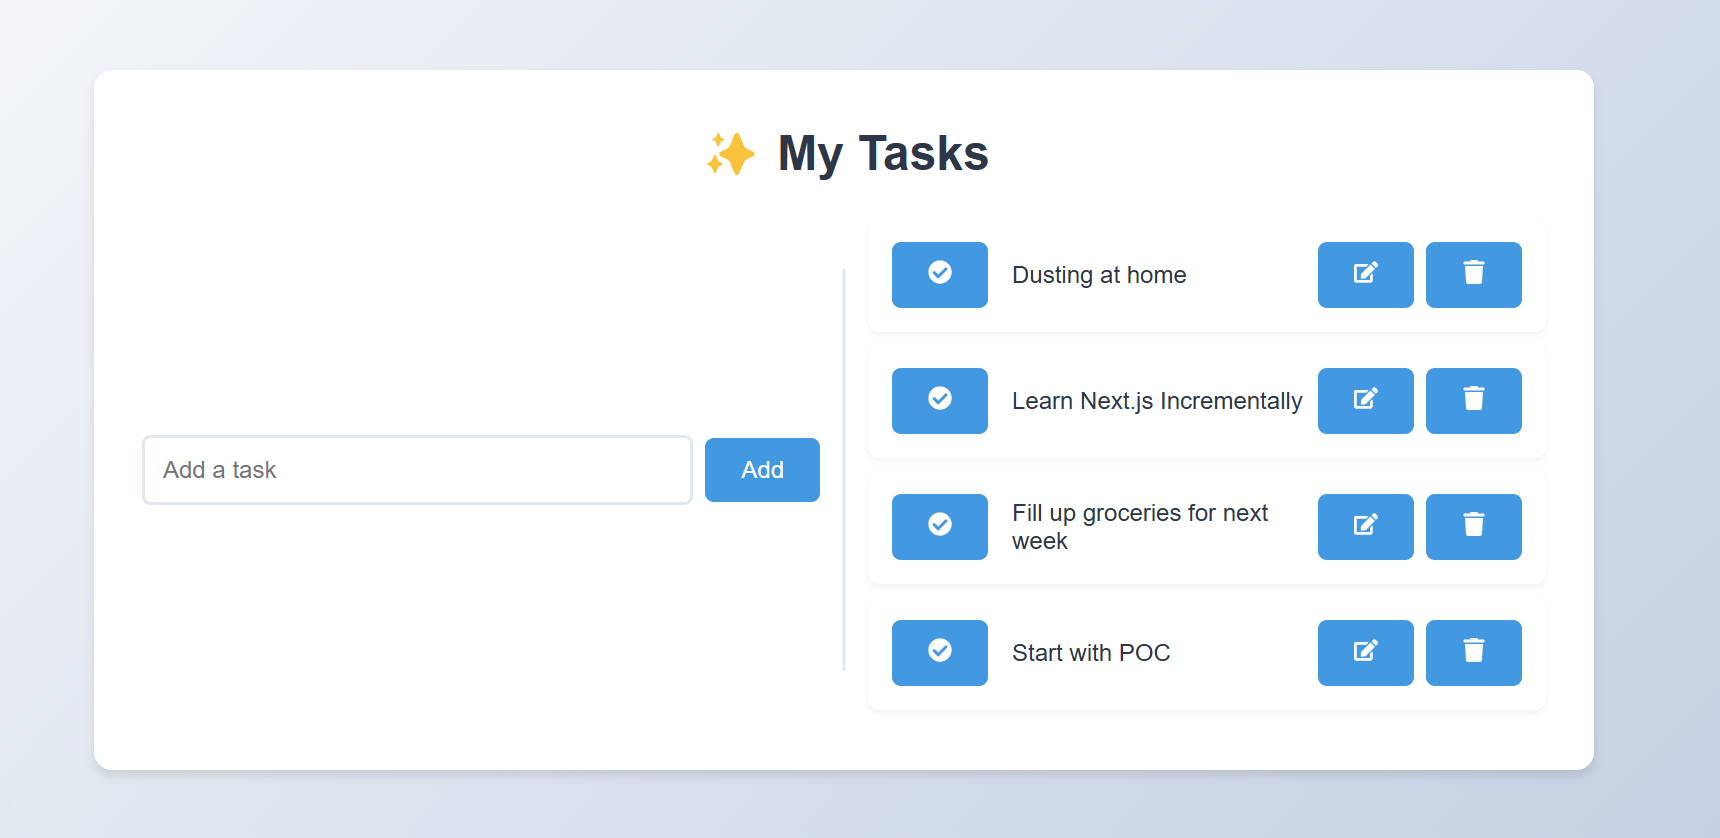 ✨ My Tasks
Add a task
Add
Dusting at home
Learn Next.js Incrementally
Fill up groceries for next
week
Start with POC